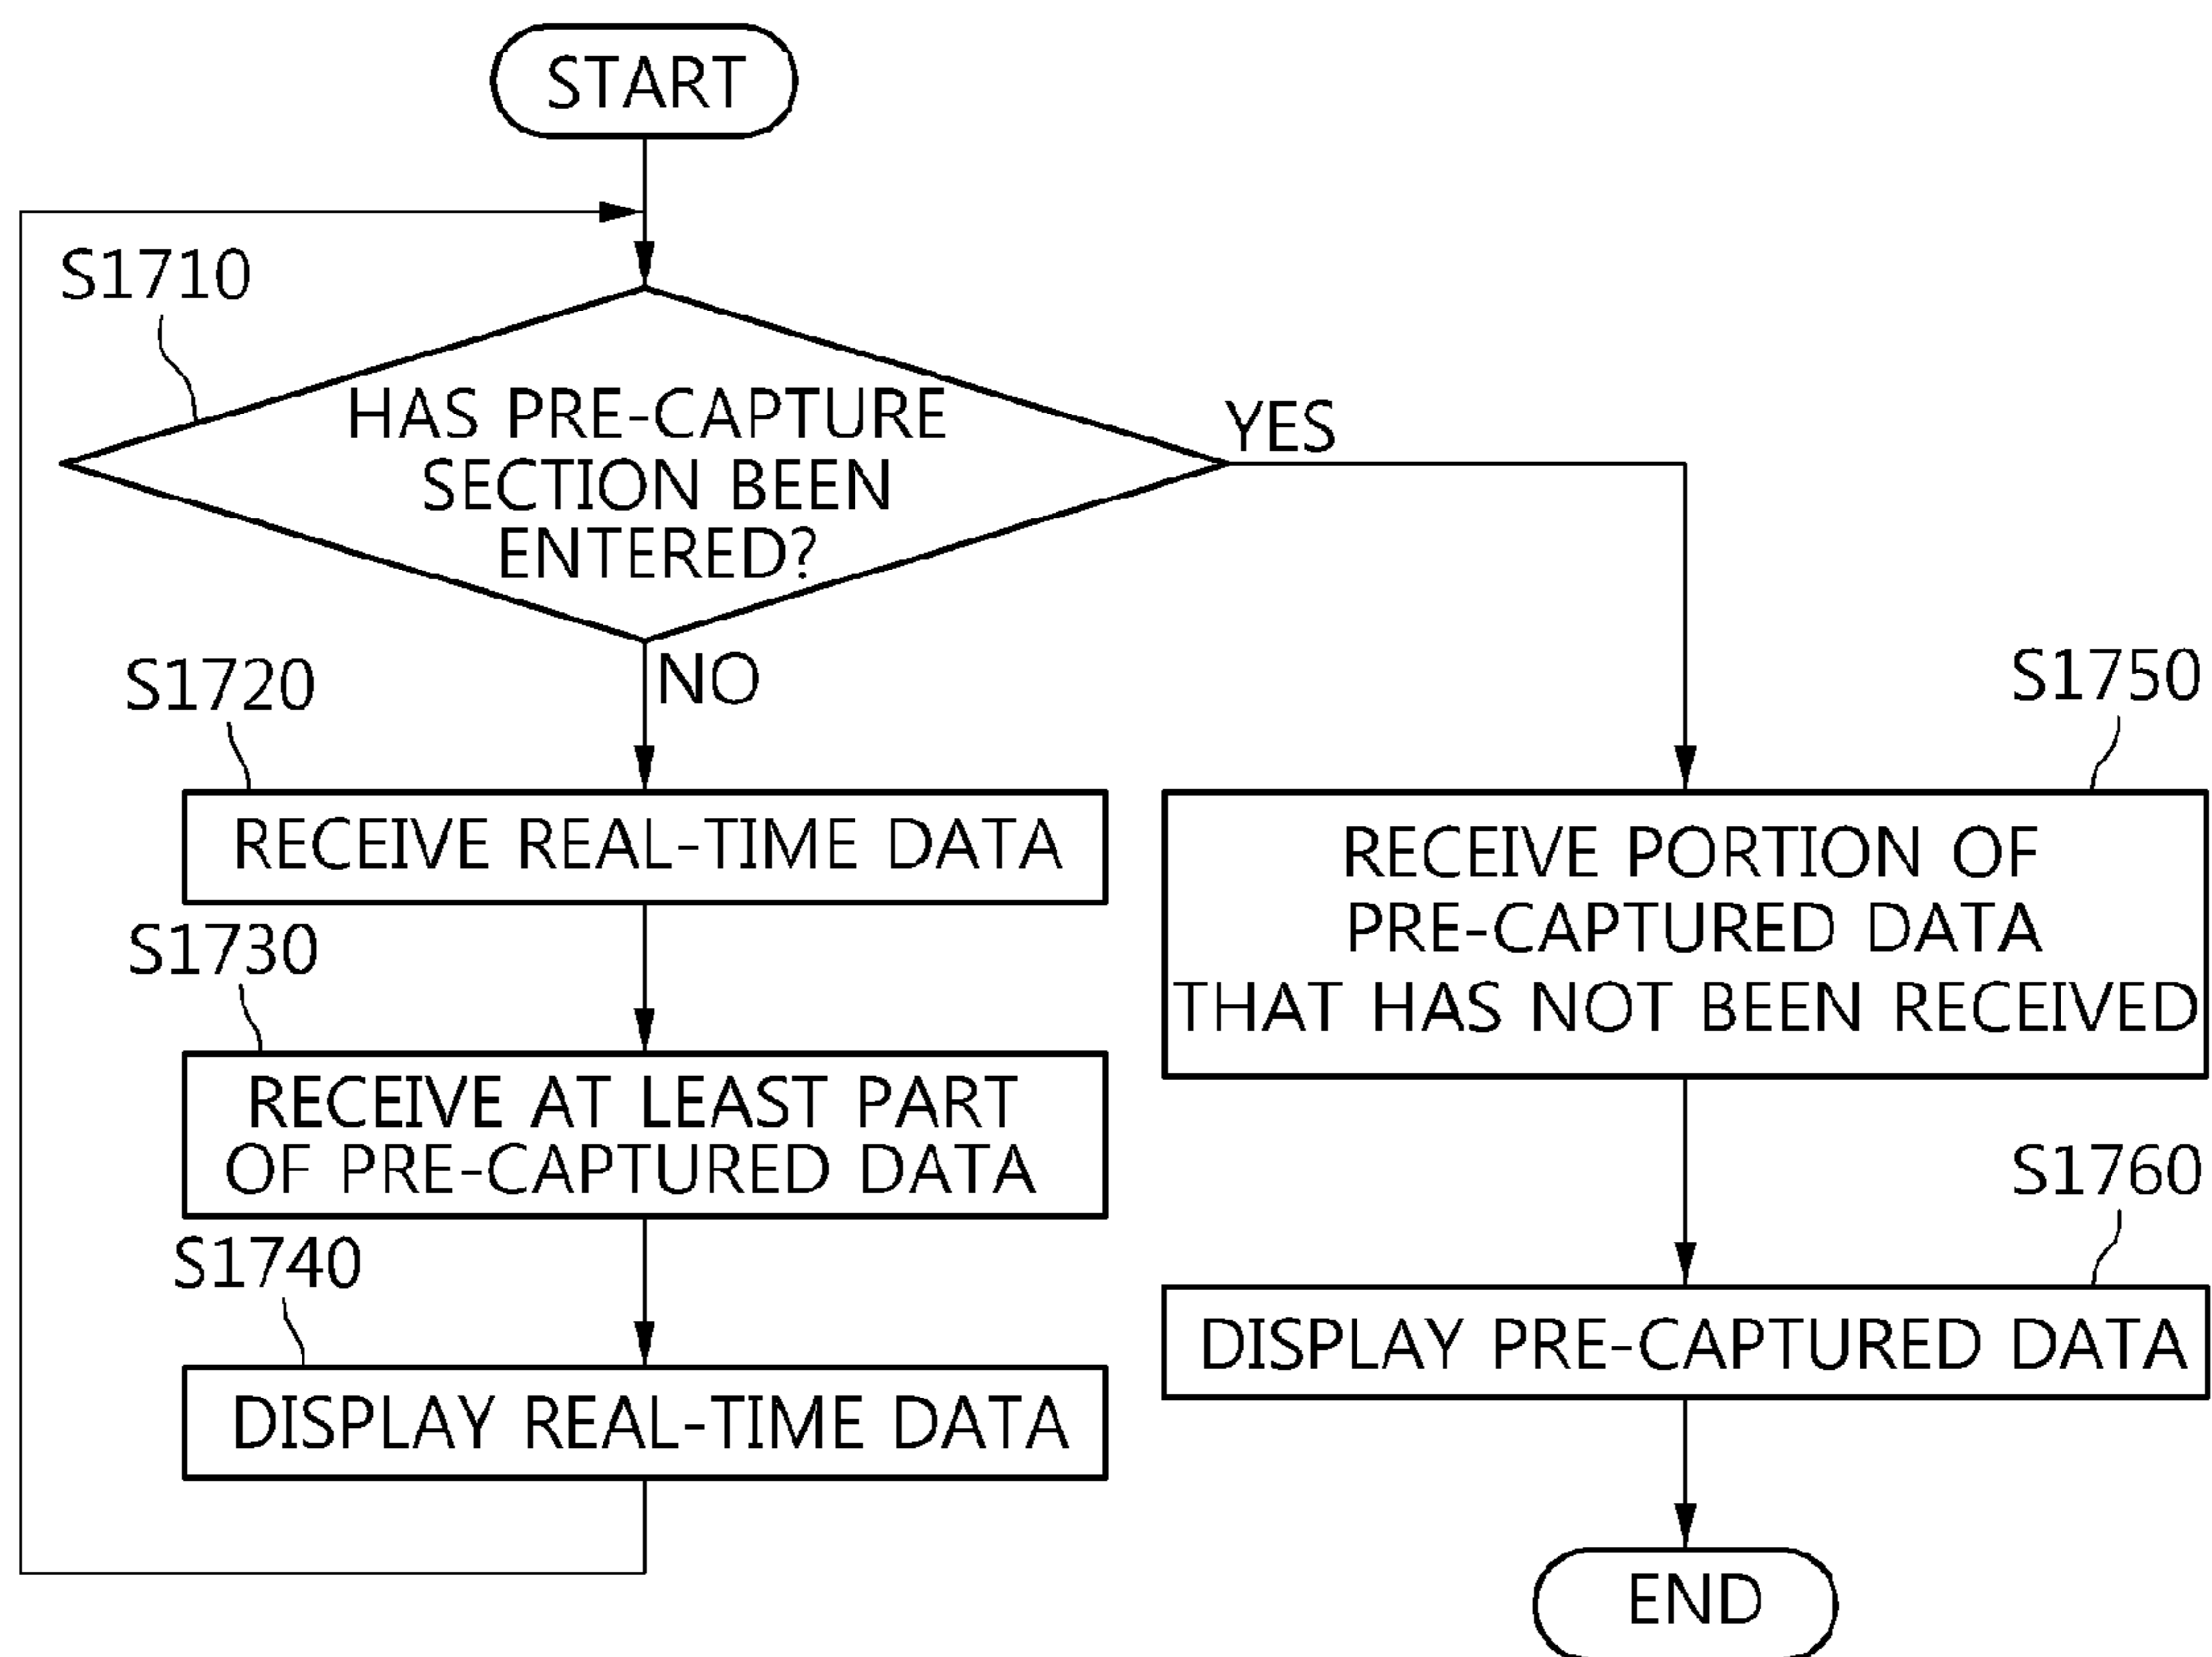 START
S1710
HAS PRE-CAPTURE
SECTION BEEN
ENTERED?
YES
NO
S1720
RECEIVE REAL-TIME DATA
S1730
RECEIVE AT LEAST PART
OF PRE-CAPTURED DATA
S1740
DISPLAY REAL-TIME DATA
S1750
RECEIVE PORTION OF
PRE-CAPTURED DATA
THAT HAS NOT BEEN RECEIVED
S1760
DISPLAY PRE-CAPTURED DATA
END